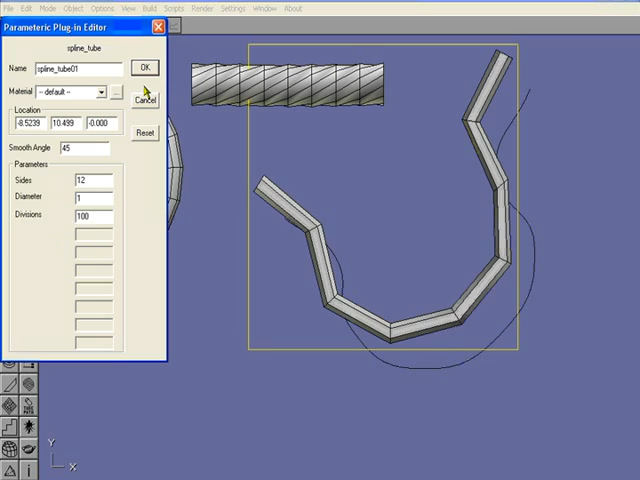 File Edit Mode Object Options View Build Scripts Render Settings Window About
Parameteric Plug-in Editor
spline_tube
Name spline_tube01 OK
Material -- default -- ...
Cancel
Location
-8.5239 10.499 -0.000
Reset
Smooth Angle 45
Parameters
Sides 12
Diameter 1
Divisions 100
Y
X